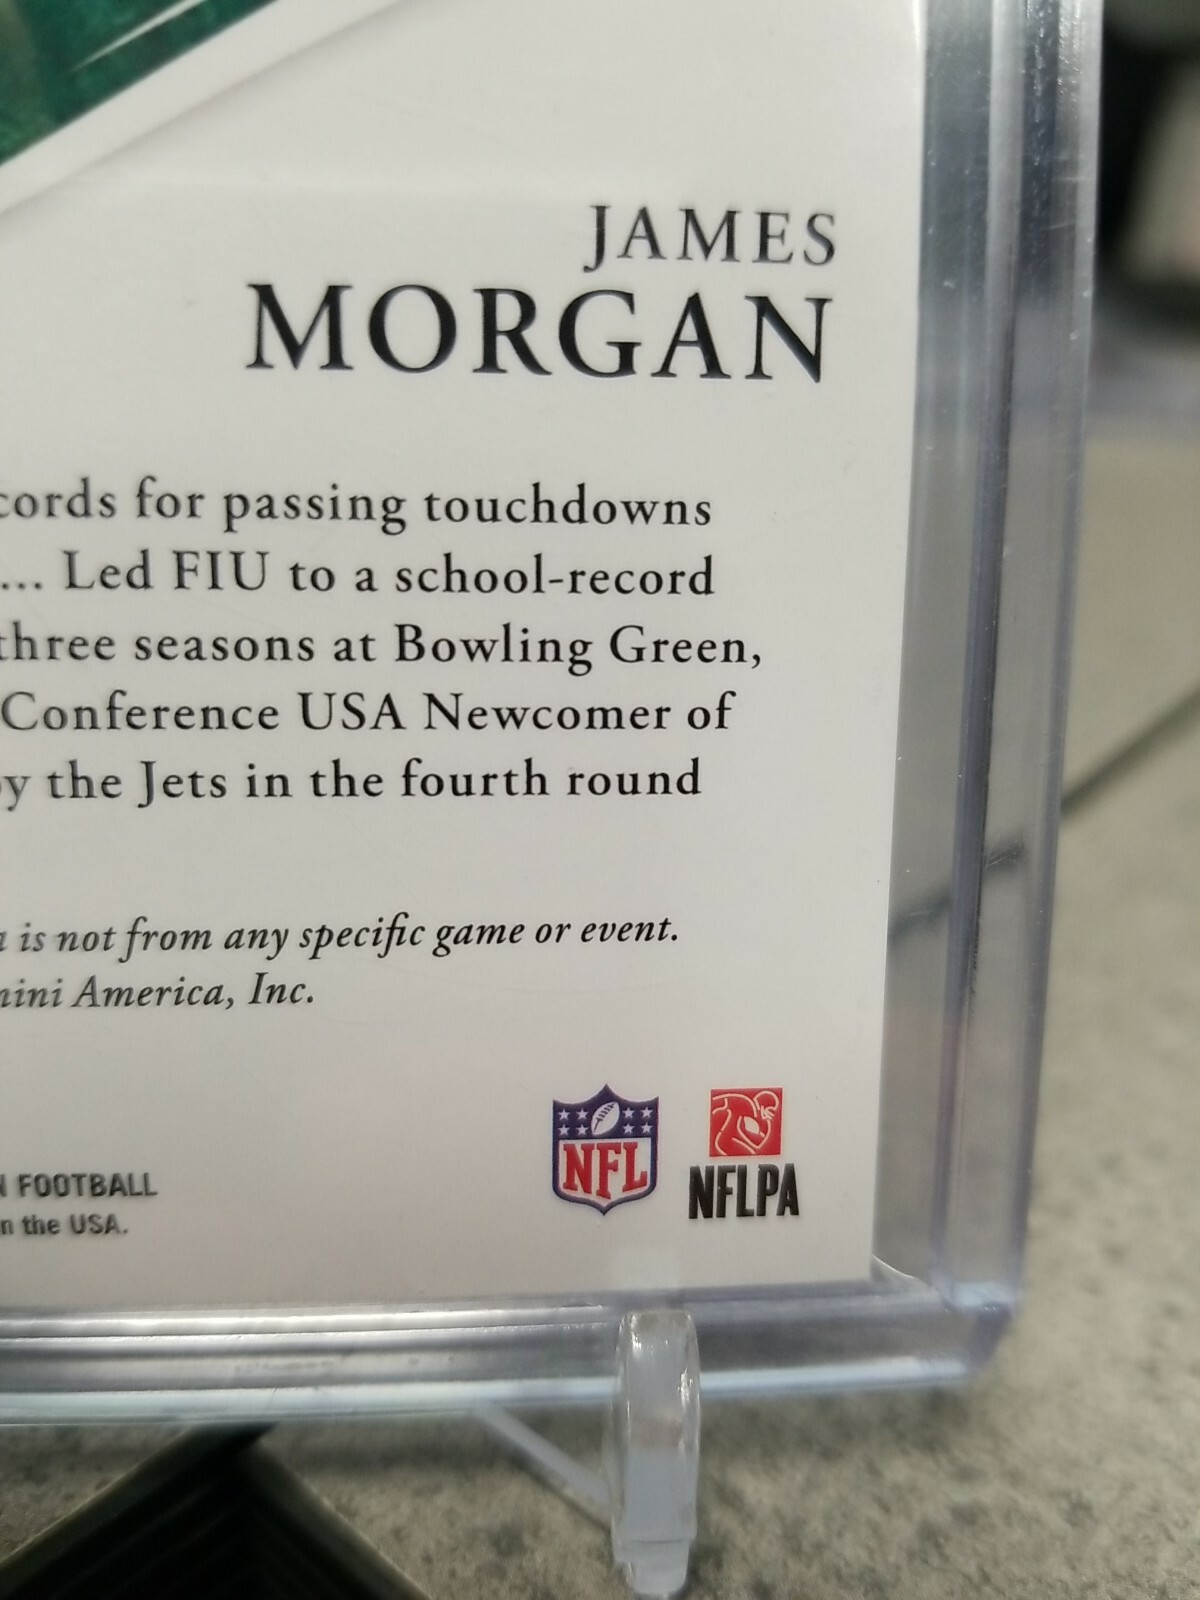 JAMES
MORGAN
for passing touchdowns
... Led FIU to a school-record
three seasons at Bowling Green,
Conference USA Newcomer of
the Jets in the fourth round
is not from any specific game or event.
America, Inc.
NFL
NFLPA
FOOTBALL
the USA.